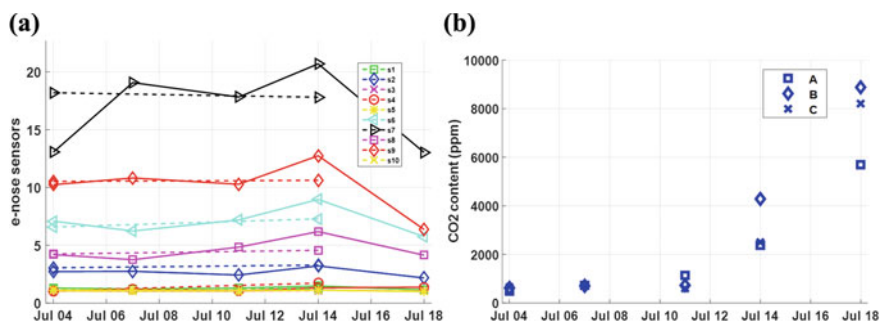 (a)
e-nose sensors
20
15
10
5
0
Jul 04 Jul 06 Jul 08 Jul 10 Jul 12 Jul 14 Jul 16 Jul 18
s1
s2
s3
s4
s5
s6
s7
s8
s9
s10
(b)
CO2 content (ppm)
10000
8000
6000
4000
2000
0
Jul 04 Jul 06 Jul 08 Jul 10 Jul 12 Jul 14 Jul 16 Jul 18
A
B
C